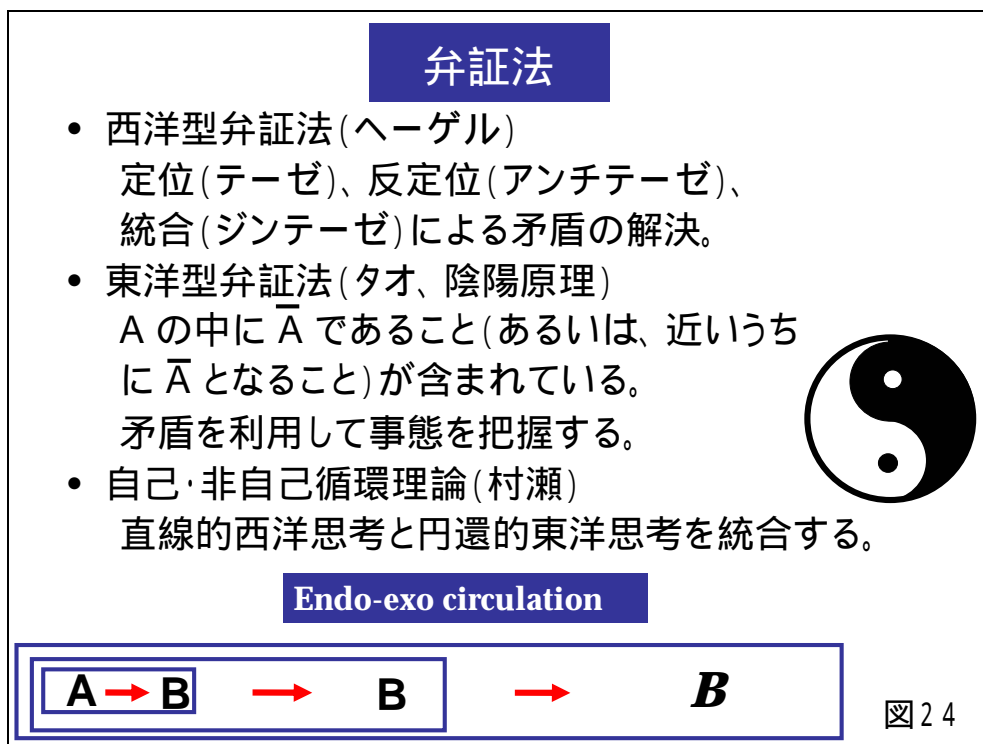 弁証法
• 西洋型弁証法(ヘーゲル)
定位(テーゼ)、反定位(アンチテーゼ)、
統合(ジンテーゼ)による矛盾の解決。
• 東洋型弁証法(タオ、陰陽原理)
A の中に A̅ であること(あるいは、近いうち
に A̅ となること)が含まれている。
矛盾を利用して事態を把握する。
• 自己・非自己循環理論(村瀬)
直線的西洋思考と円還的東洋思考を統合する。
Endo-exo circulation
A → B → B → B
図24